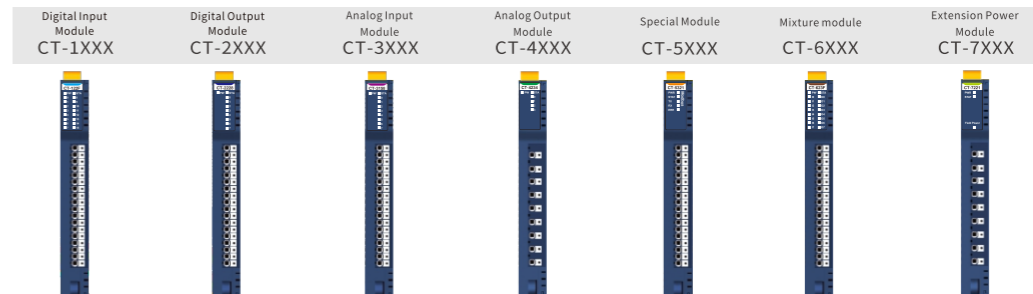 Digital Input
Module
CT-1XXX
Digital Output
Module
CT-2XXX
Analog Input
Module
CT-3XXX
Analog Output
Module
CT-4XXX
Special Module
CT-5XXX
Mixture module
CT-6XXX
Extension Power
Module
CT-7XXX